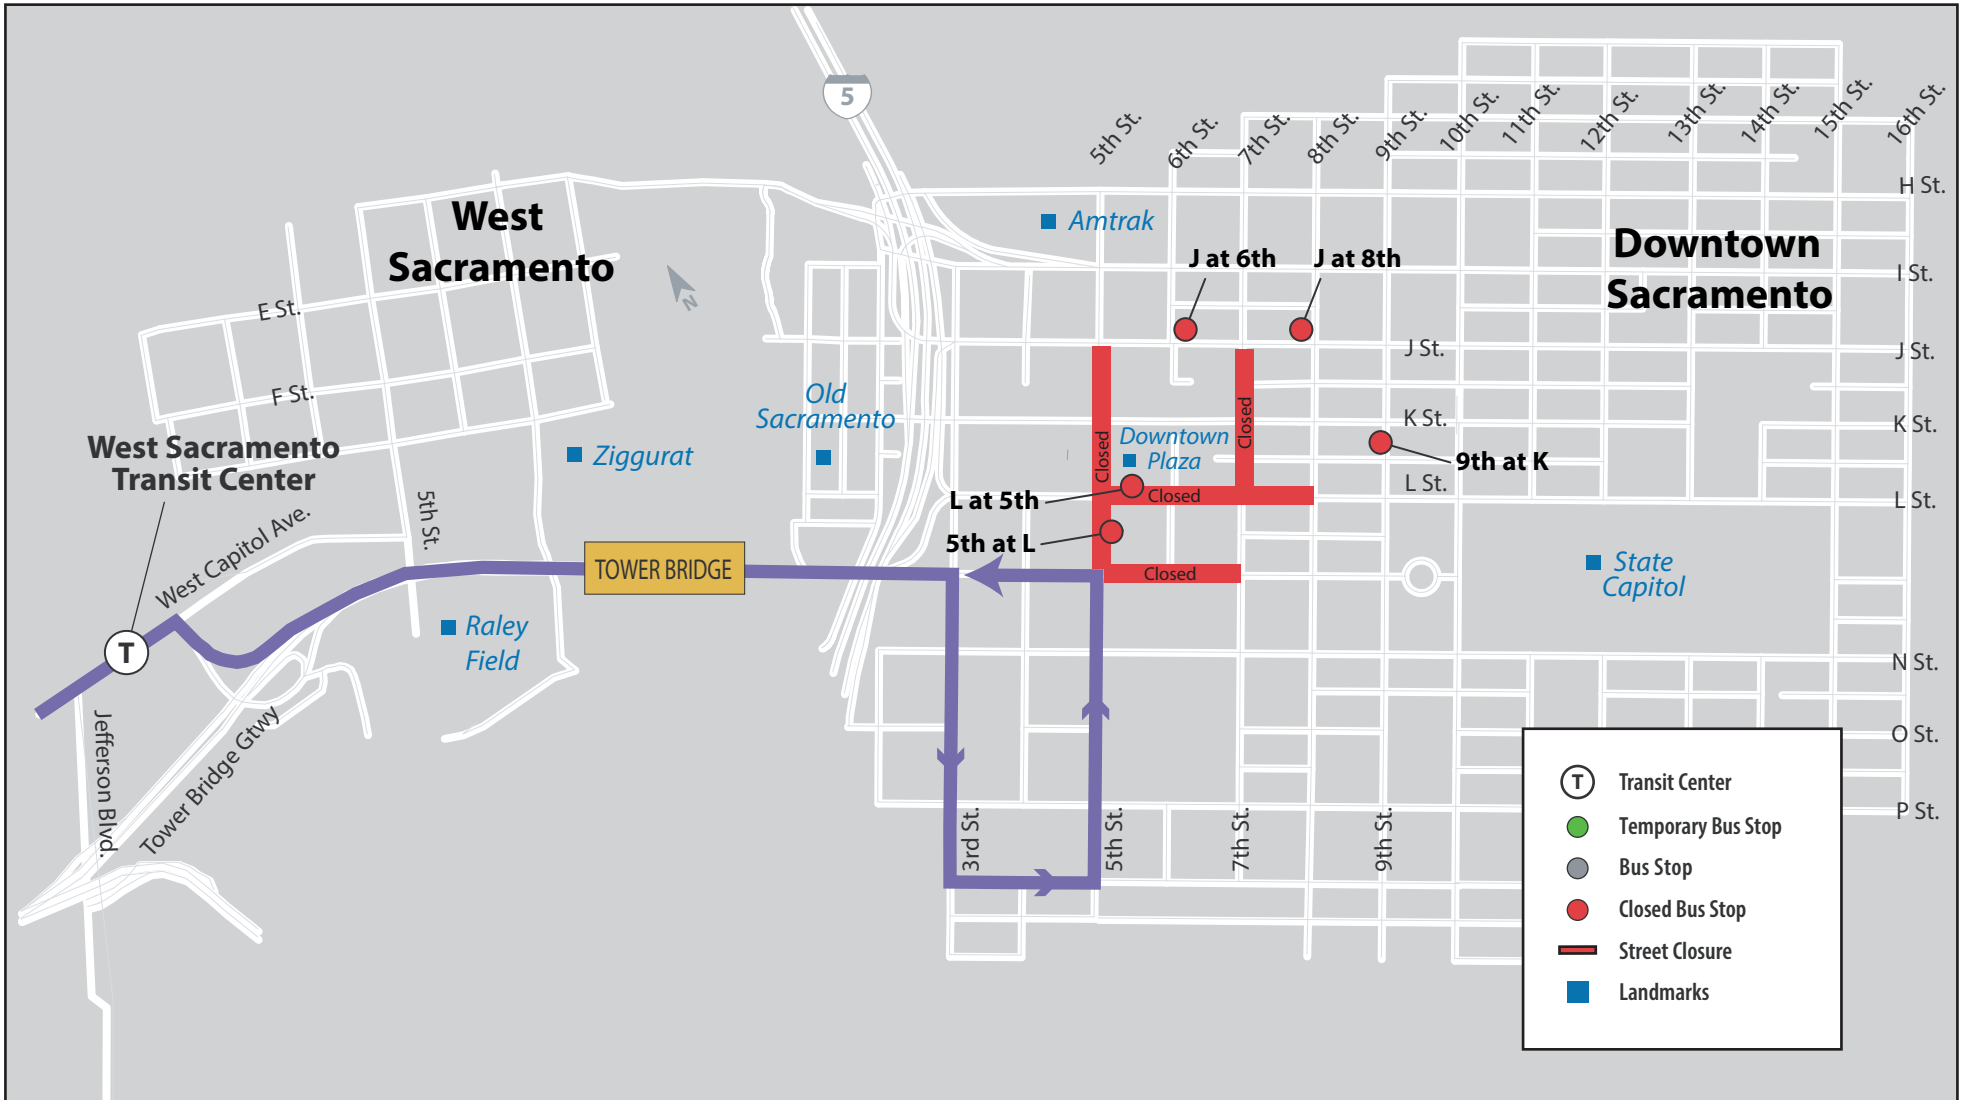 5
5th St.
6th St.
7th St.
8th St.
9th St.
10th St.
11th St.
12th St.
13th St.
14th St.
15th St.
16th St.
West
Sacramento
Downtown
Sacramento
Amtrak
H St.
J at 6th
J at 8th
I St.
N
E St.
J St.
J St.
F St.
Old
Sacramento
Closed
Closed
K St.
K St.
West Sacramento
Transit Center
Ziggurat
Downtown
Plaza
9th at K
L St.
L St.
L at 5th
Closed
5th St.
West Capitol Ave.
5th at L
TOWER BRIDGE
Closed
State
Capitol
T
Raley
Field
N St.
Jefferson Blvd.
Tower Bridge Gtwy
O St.
P St.
3rd St.
5th St.
7th St.
9th St.
T Transit Center
Temporary Bus Stop
Bus Stop
Closed Bus Stop
Street Closure
Landmarks